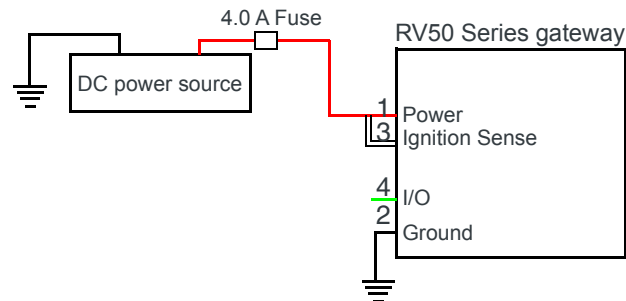 4.0 A Fuse
RV50 Series gateway
DC power source
1 Power
3 Ignition Sense
4 I/O
2 Ground